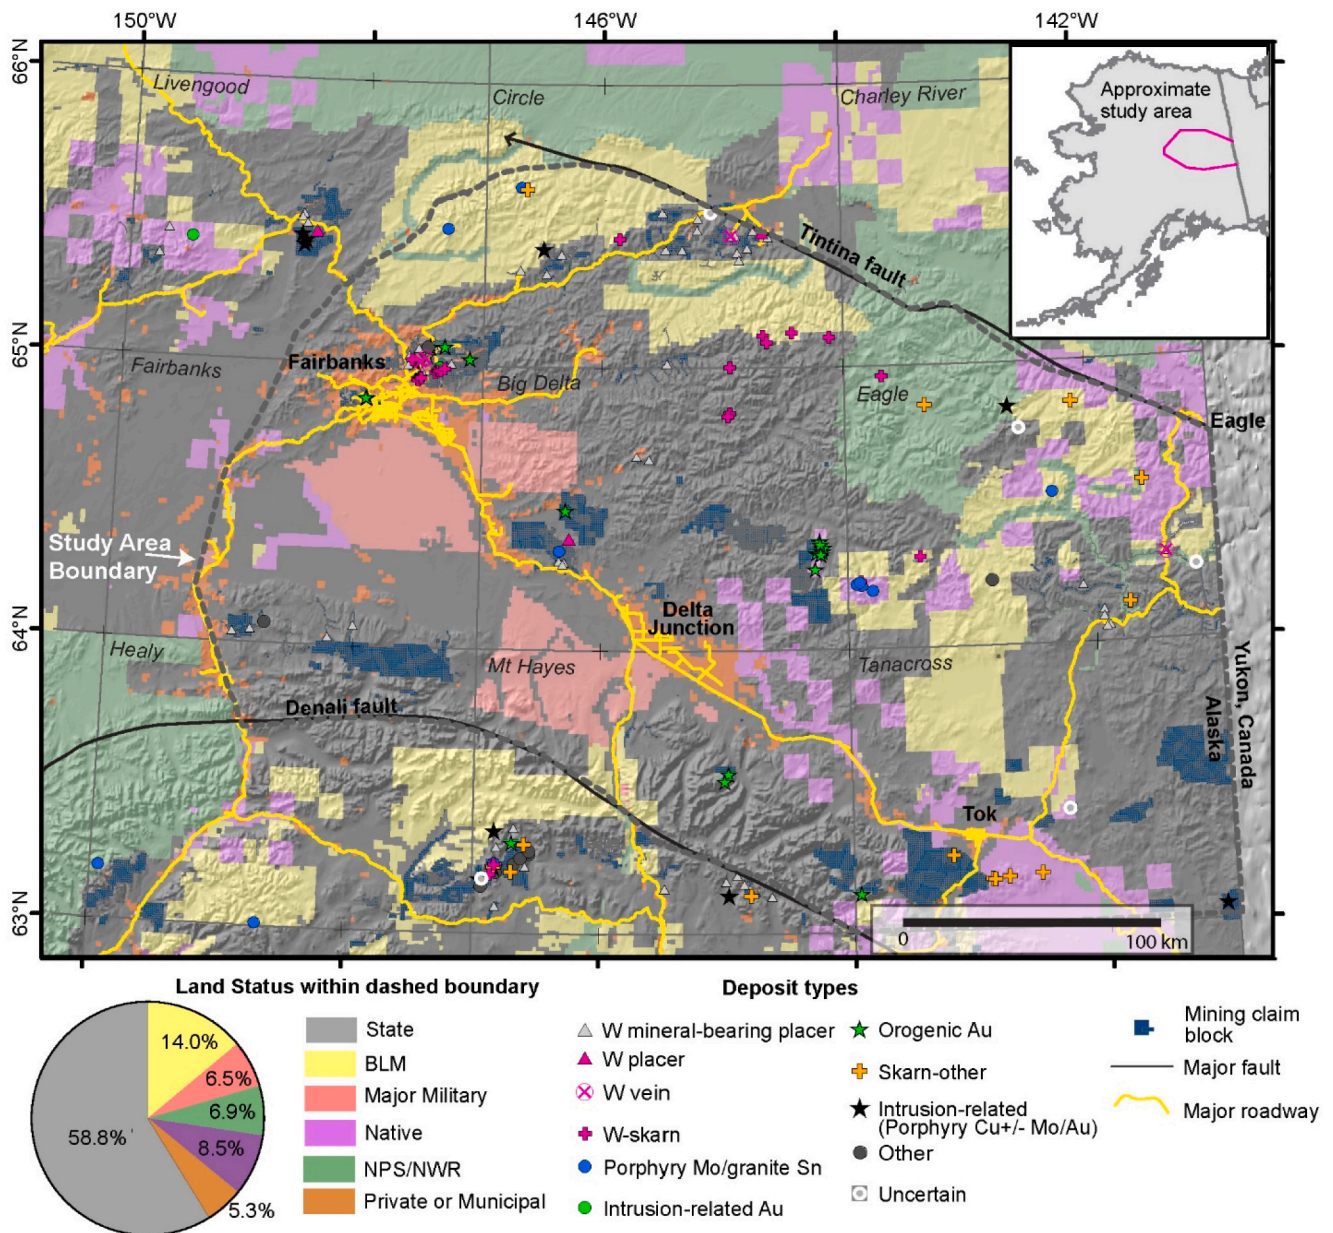 150°W
146°W
142°W
66°N
65°N
64°N
63°N
Livengood
Circle
Charley River
Approximate
study area
Tintina fault
Fairbanks
Fairbanks
Big Delta
Eagle
Eagle
Study Area
Boundary
Delta
Junction
Healy
Mt Hayes
Tanacross
Denali fault
Yukon, Canada
Alaska
Tok
0
100 km
Land Status within dashed boundary
14.0%
6.5%
6.9%
8.5%
5.3%
58.8%
State
BLM
Major Military
Native
NPS/NWR
Private or Municipal
Deposit types
W mineral-bearing placer
W placer
W vein
W-skarn
Porphyry Mo/granite Sn
Intrusion-related Au
Orogenic Au
Skarn-other
Intrusion-related
(Porphyry Cu+/- Mo/Au)
Other
Uncertain
Mining claim
block
Major fault
Major roadway